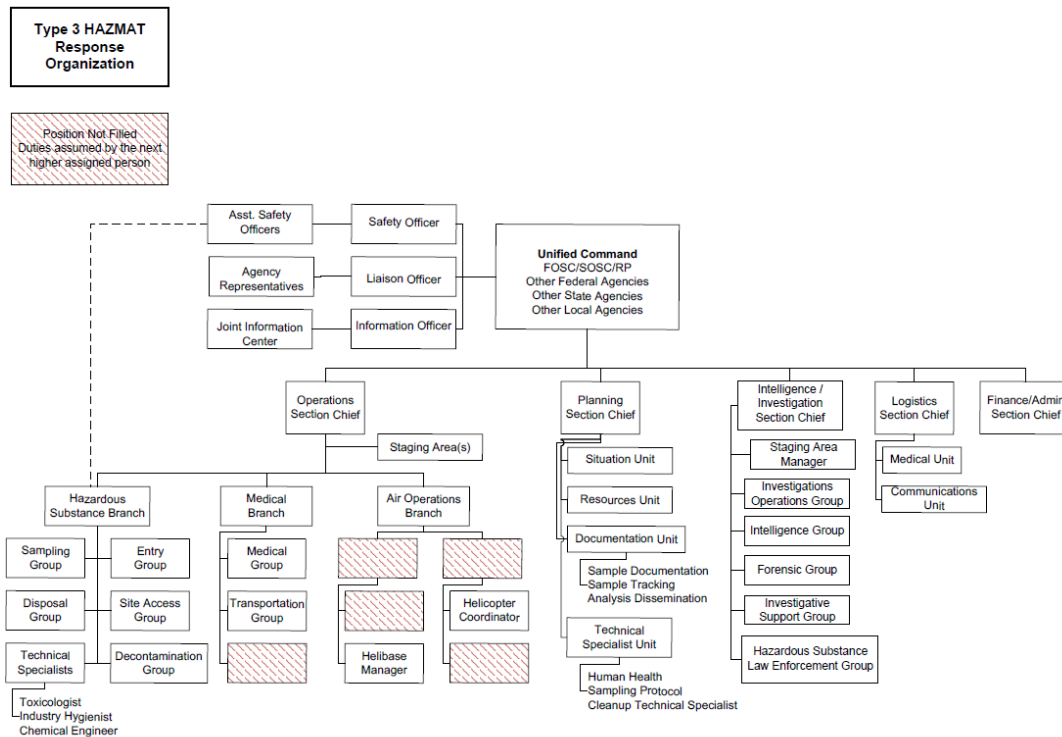 Type 3 HAZMAT
Response
Organization
Position Not Filled
Duties assumed by the next
higher assigned person
Asst. Safety
Officers
Safety Officer
Agency
Representatives
Liaison Officer
Joint Information
Center
Information Officer
Unified Command
FOSC/SOSC/RP
Other Federal Agencies
Other State Agencies
Other Local Agencies
Operations
Section Chief
Planning
Section Chief
Intelligence /
Investigation
Section Chief
Logistics
Section Chief
Finance/Admin
Section Chief
Staging Area(s)
Hazardous
Substance Branch
Medical
Branch
Air Operations
Branch
Sampling
Group
Entry
Group
Disposal
Group
Site Access
Group
Technical
Specialists
Decontamination
Group
Toxicologist
Industry Hygienist
Chemical Engineer
Medical
Group
Transportation
Group
Helibase
Manager
Helicopter
Coordinator
Situation Unit
Resources Unit
Documentation Unit
Sample Documentation
Sample Tracking
Analysis Dissemination
Technical
Specialist Unit
Human Health
Sampling Protocol
Cleanup Technical Specialist
Staging Area
Manager
Investigations
Operations Group
Intelligence Group
Forensic Group
Investigative
Support Group
Hazardous Substance
Law Enforcement Group
Medical Unit
Communications
Unit